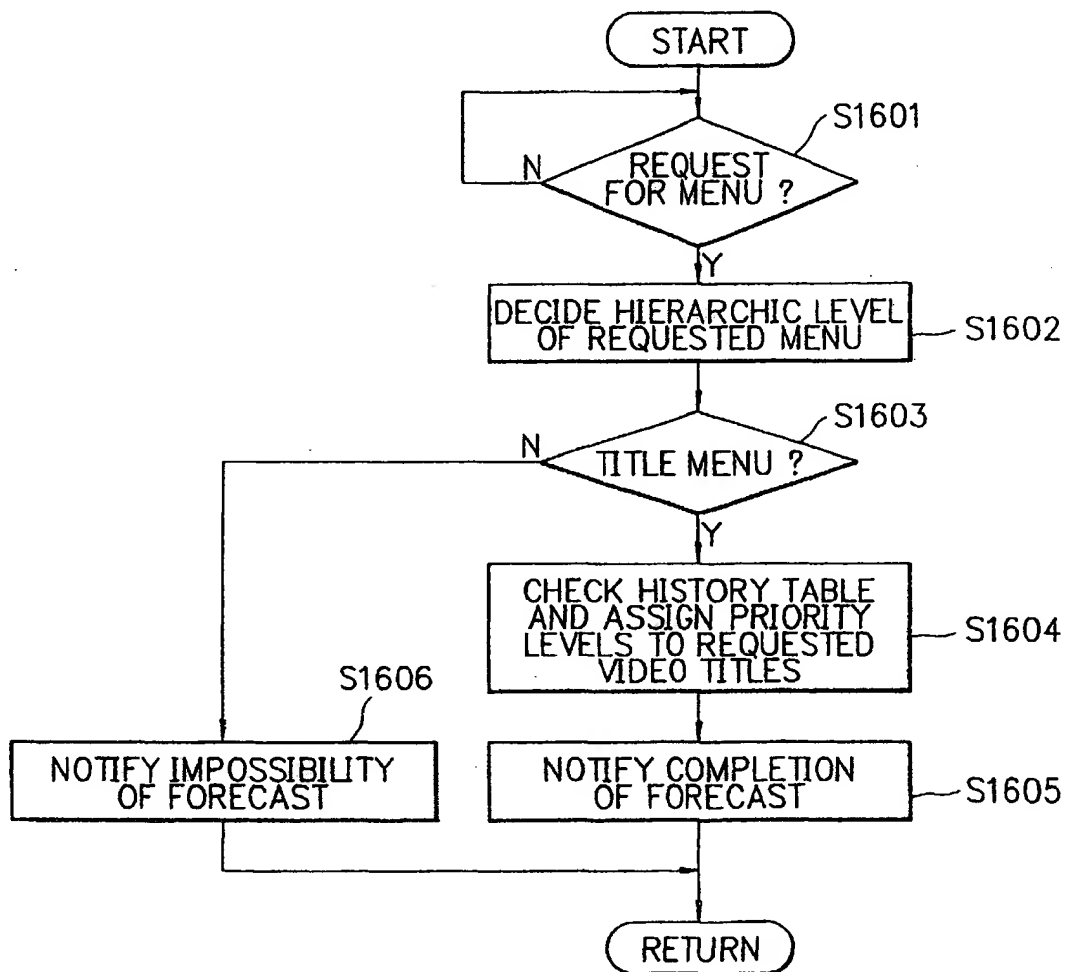 START
S1601
REQUEST
FOR MENU ?
N
Y
DECIDE HIERARCHIC LEVEL
OF REQUESTED MENU
S1602
S1603
N
TITLE MENU ?
Y
CHECK HISTORY TABLE
AND ASSIGN PRIORITY
LEVELS TO REQUESTED
VIDEO TITLES
S1604
S1606
NOTIFY IMPOSSIBILITY
OF FORECAST
NOTIFY COMPLETION
OF FORECAST
S1605
RETURN